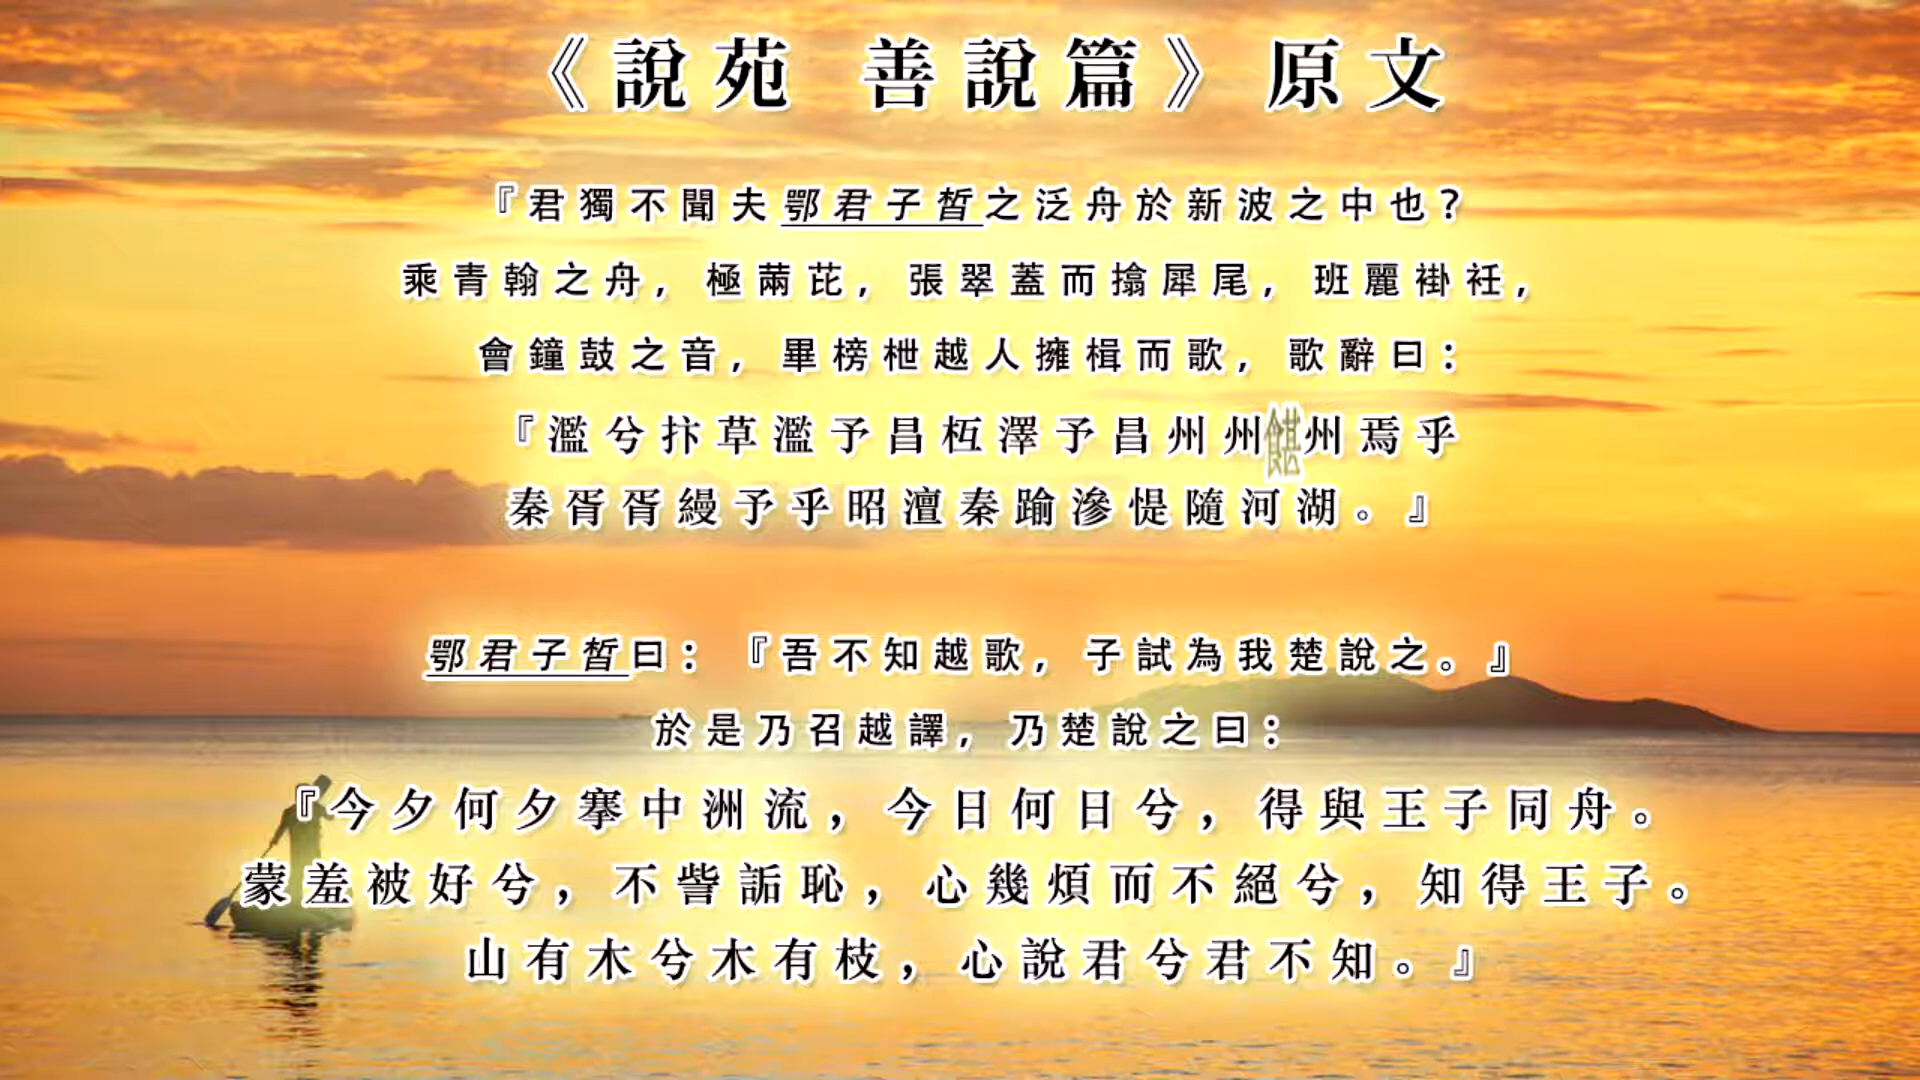 《說苑 善說篇》原文
『君獨不聞夫鄂君子皙之泛舟於新波之中也？
乘青翰之舟，極䓣芘，張翠蓋而㩉犀尾，班麗褂衽，
會鐘鼓之音，畢榜枻越人擁楫而歌，歌辭曰：
『濫兮抃草濫予昌枑澤予昌州州𩜱州焉乎
秦胥胥縵予乎昭澶秦踰滲惿隨河湖。』
鄂君子皙曰：『吾不知越歌，子試為我楚說之。』
於是乃召越譯，乃楚說之曰：
『今夕何夕搴中洲流，今日何日兮，得與王子同舟。
蒙羞被好兮，不訾詬恥，心幾煩而不絕兮，知得王子。
山有木兮木有枝，心說君兮君不知。』